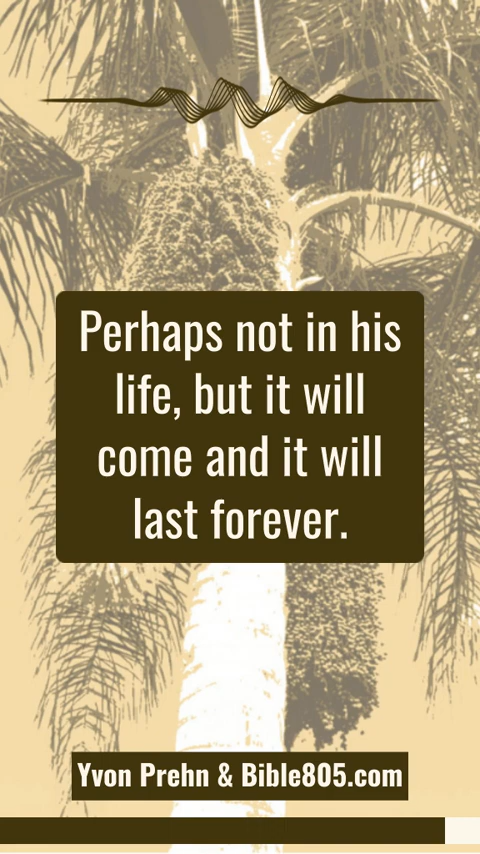 Perhaps not in his
life, but it will
come and it will
last forever.
Yvon Prehn & Bible805.com